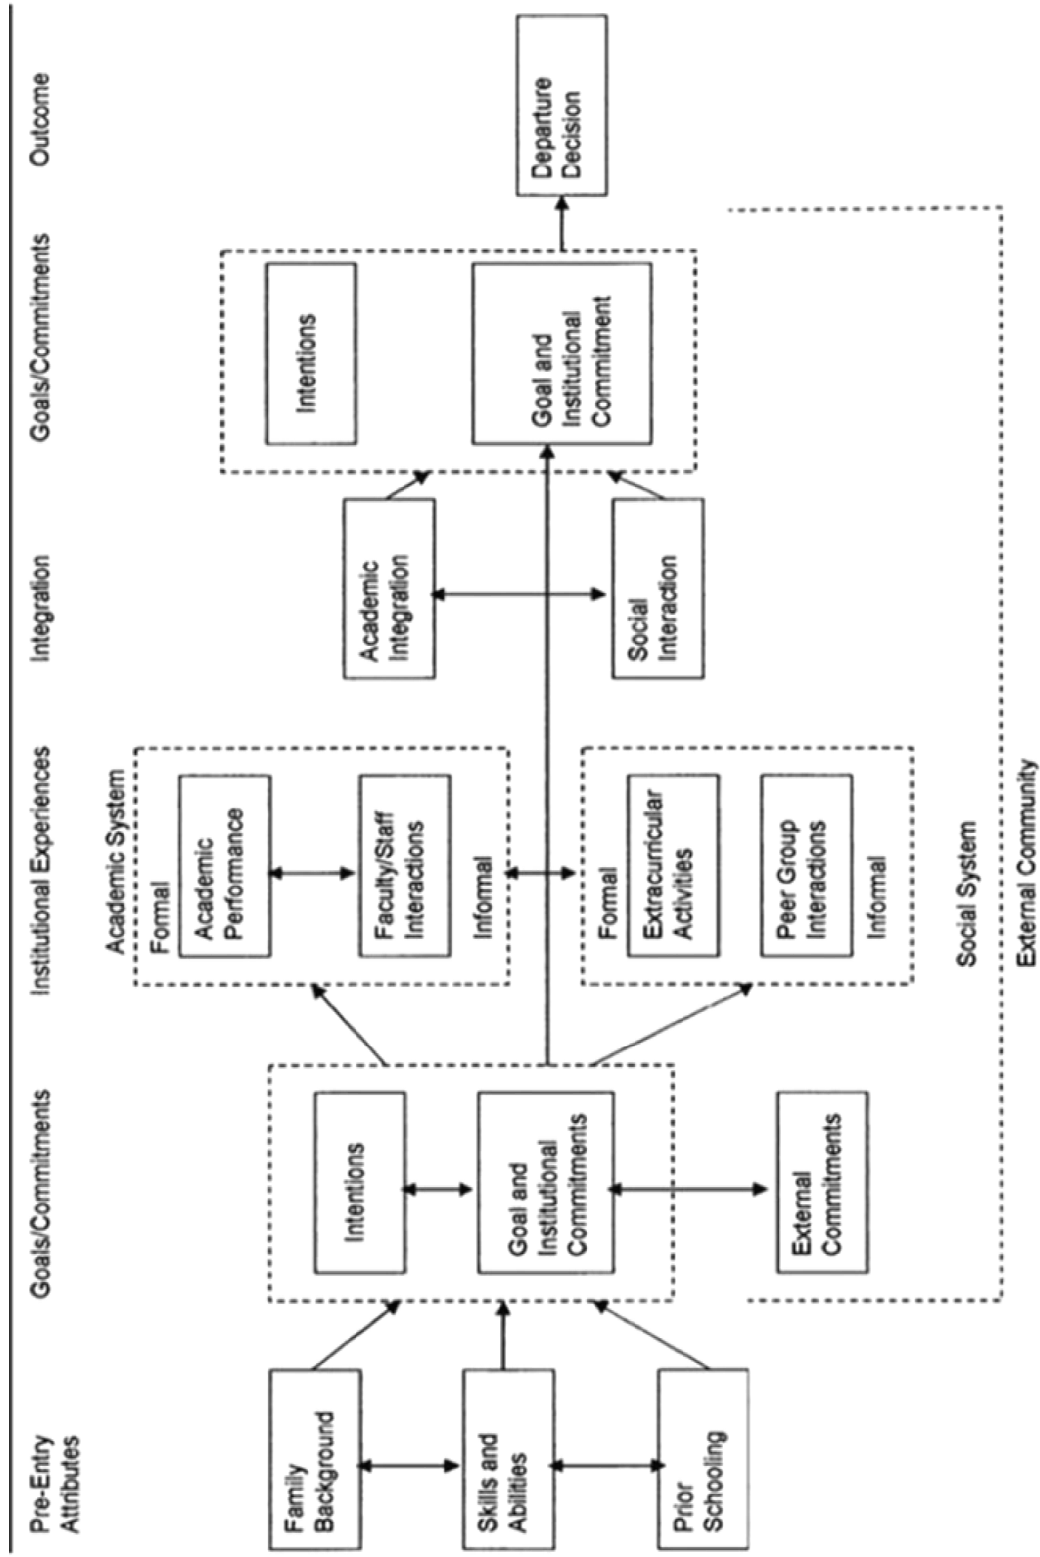 Pre-Entry
Attributes
Goals/Commitments
Institutional Experiences
Integration
Goals/Commitments
Outcome
Family
Background
Skills and
Abilities
Prior
Schooling
Intentions
Goal and
Institutional
Commitments
External
Commitments
Academic System
Formal
Academic
Performance
Faculty/Staff
Interactions
Informal
Formal
Extracurricular
Activities
Peer Group
Interactions
Informal
Social System
External Community
Academic
Integration
Social
Interaction
Intentions
Goal and
Institutional
Commitment
Departure
Decision